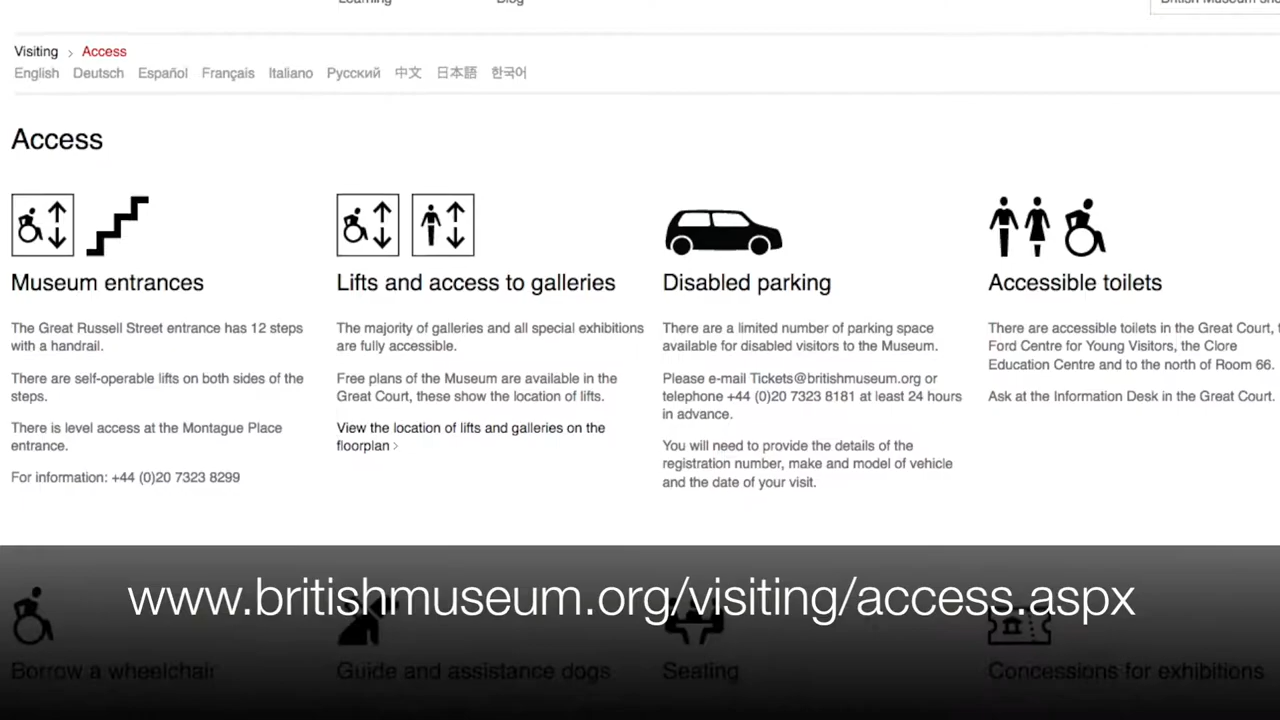 Learning
Blog
Visiting > Access
English Deutsch Español Français Italiano Русский 中文 日本語 한국어
Access
Museum entrances
The Great Russell Street entrance has 12 steps
with a handrail.
There are self-operable lifts on both sides of the
steps.
There is level access at the Montague Place
entrance.
For information: +44 (0)20 7323 8299
Lifts and access to galleries
The majority of galleries and all special exhibitions
are fully accessible.
Free plans of the Museum are available in the
Great Court, these show the location of lifts.
View the location of lifts and galleries on the
floorplan >
Disabled parking
There are a limited number of parking space
available for disabled visitors to the Museum.
Please e-mail Tickets@britishmuseum.org or
telephone +44 (0)20 7323 8181 at least 24 hours
in advance.
You will need to provide the details of the
registration number, make and model of vehicle
and the date of your visit.
Accessible toilets
There are accessible toilets in the Great Court,
Ford Centre for Young Visitors, the Clore
Education Centre and to the north of Room 66.
Ask at the Information Desk in the Great Court.
www.britishmuseum.org/visiting/access.aspx
Borrow a wheelchair
Guide and assistance dogs
Seating
Concessions for exhibitions